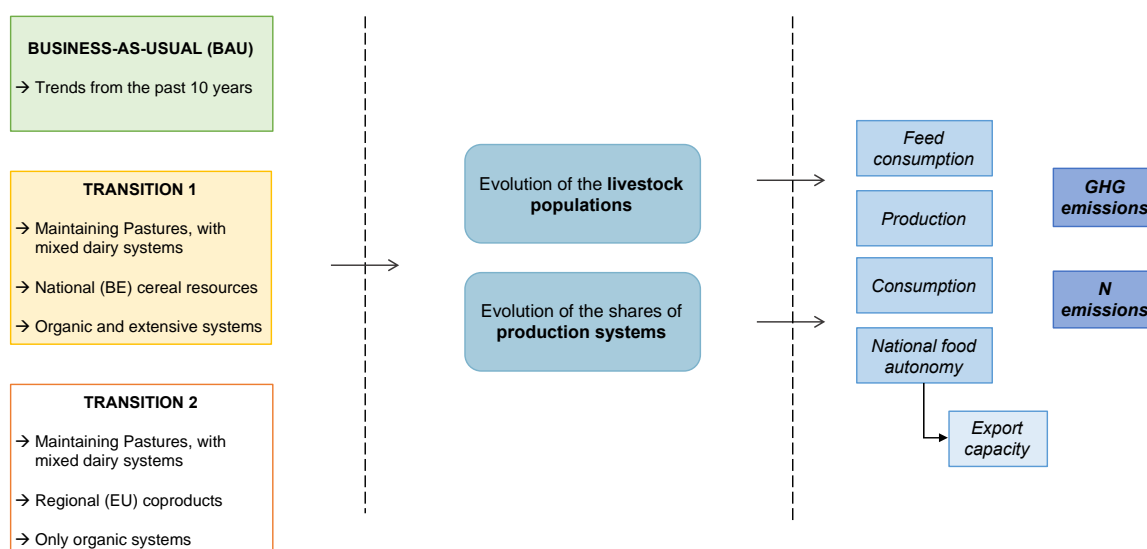 BUSINESS-AS-USUAL (BAU)
→ Trends from the past 10 years
TRANSITION 1
→ Maintaining Pastures, with
mixed dairy systems
→ National (BE) cereal resources
→ Organic and extensive systems
TRANSITION 2
→ Maintaining Pastures, with
mixed dairy systems
→ Regional (EU) coproducts
→ Only organic systems
Evolution of the livestock
populations
Evolution of the shares of
production systems
Feed
consumption
Production
Consumption
National food
autonomy
Export
capacity
GHG
emissions
N
emissions